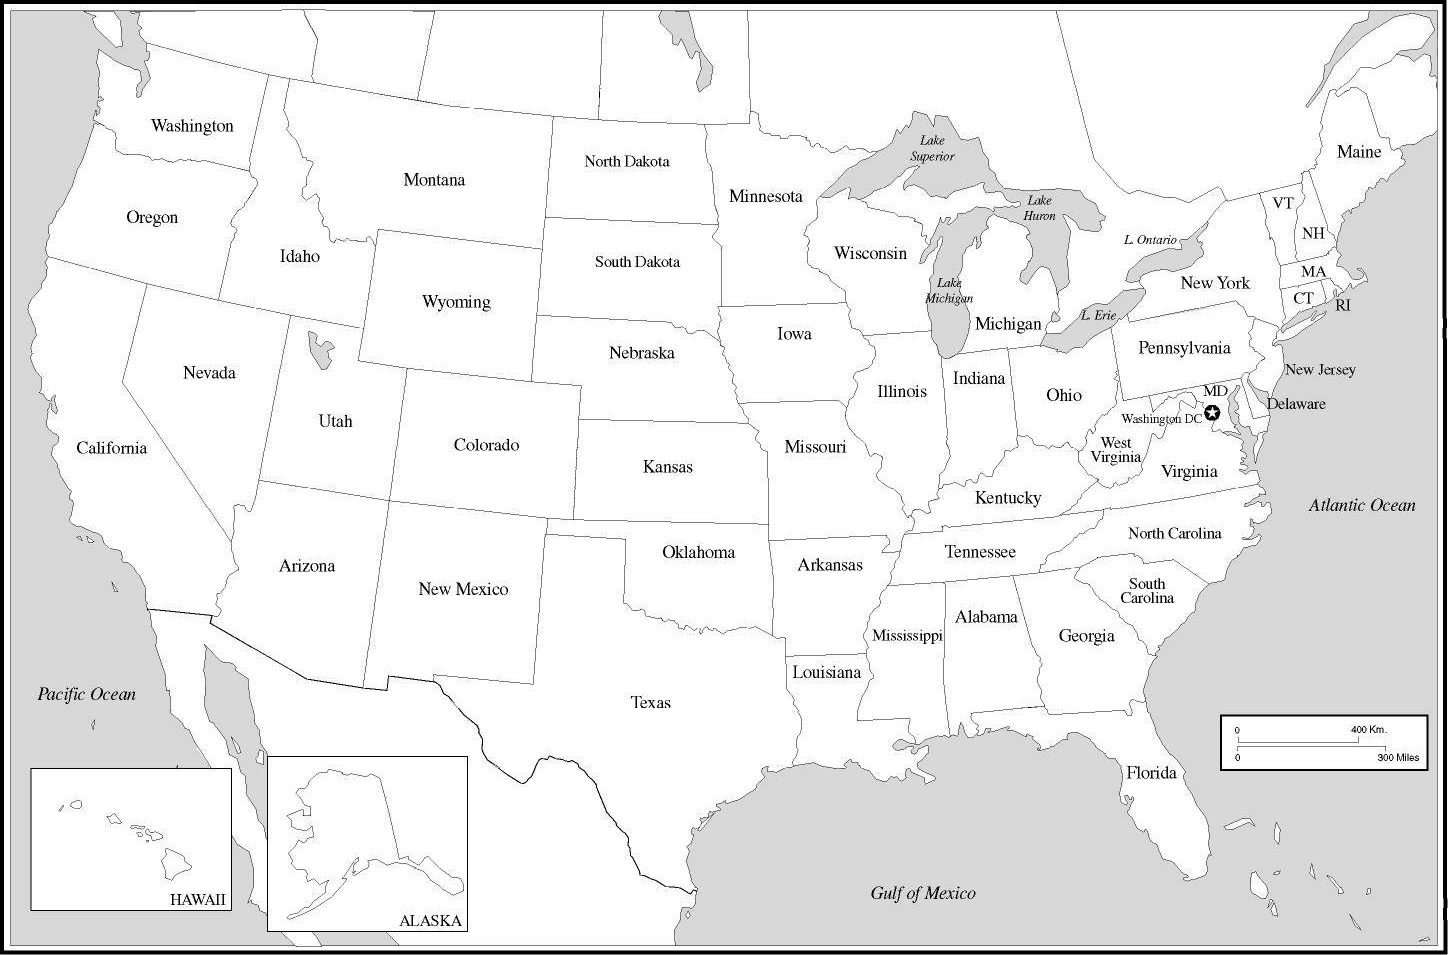 Washington
Oregon
Idaho
Montana
North Dakota
Minnesota
Lake
Superior
Maine
VT
NH
MA
CT
RI
Lake
Huron
L. Ontario
New York
Wisconsin
Lake
Michigan
Michigan
L. Erie
South Dakota
Wyoming
Iowa
Nebraska
Pennsylvania
New Jersey
Nevada
Utah
California
Colorado
Kansas
Missouri
Illinois
Indiana
Ohio
MD
Delaware
Washington DC
West
Virginia
Virginia
Kentucky
Atlantic Ocean
North Carolina
Tennessee
Oklahoma
Arkansas
Arizona
New Mexico
South
Carolina
Mississippi
Alabama
Georgia
Louisiana
Texas
Pacific Ocean
Florida
0
400 Km.
0
300 Miles
Gulf of Mexico
HAWAII
ALASKA